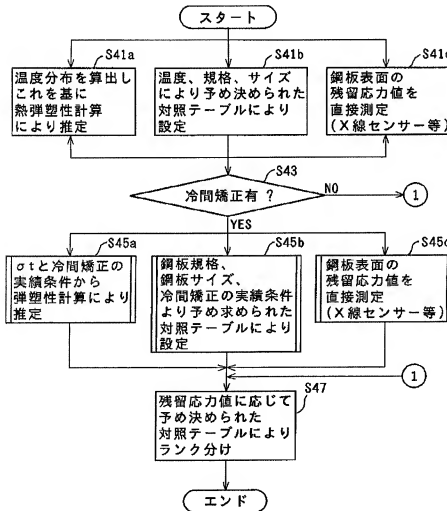 スタート
S41a
温度分布を算出し
これを基に
熱弾塑性計算
により推定
S41b
温度、規格、サイズ
により予め決められた
対照テーブルにより
設定
S41c
鋼板表面の
残留応力値を
直接測定
(X線センサー等)
S43
冷間矯正有？
NO
1
YES
S45a
σtと冷間矯正の
実績条件から
弾塑性計算により
推定
S45b
鋼板規格、
鋼板サイズ、
冷間矯正の実績条件
より予め求められた
対照テーブルにより
設定
S45c
鋼板表面の
残留応力値を
直接測定
(X線センサー等)
1
S47
残留応力値に応じて
予め決められた
対照テーブルにより
ランク分け
エンド